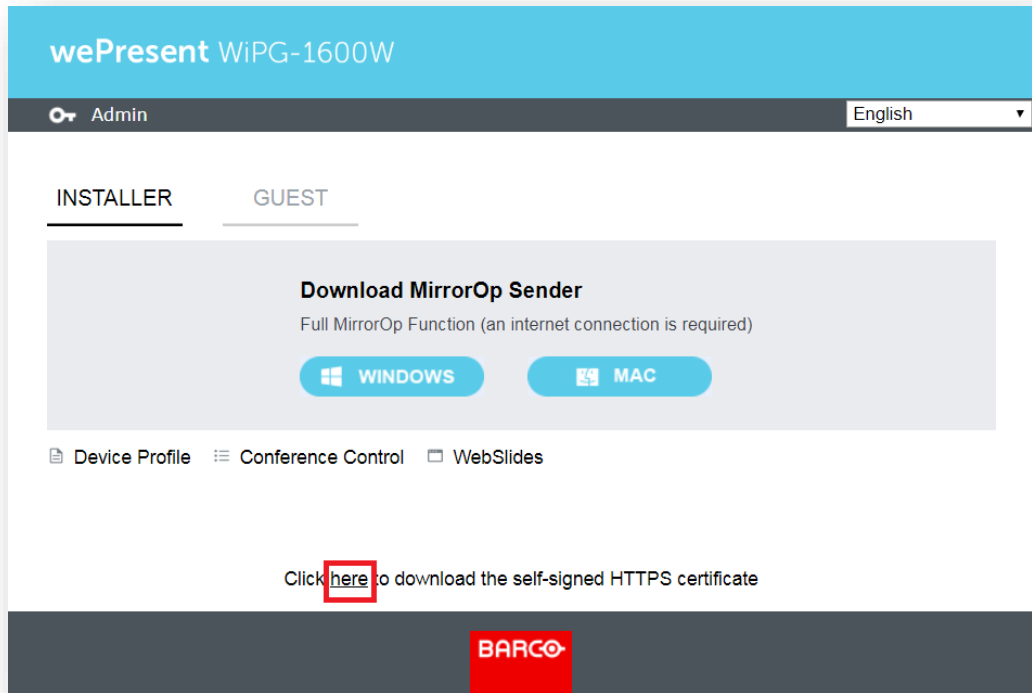 wePresent WiPG-1600W
Admin
English
INSTALLER
GUEST
Download MirrorOp Sender
Full MirrorOp Function (an internet connection is required)
WINDOWS
MAC
Device Profile
Conference Control
WebSlides
Click here to download the self-signed HTTPS certificate
BARCO